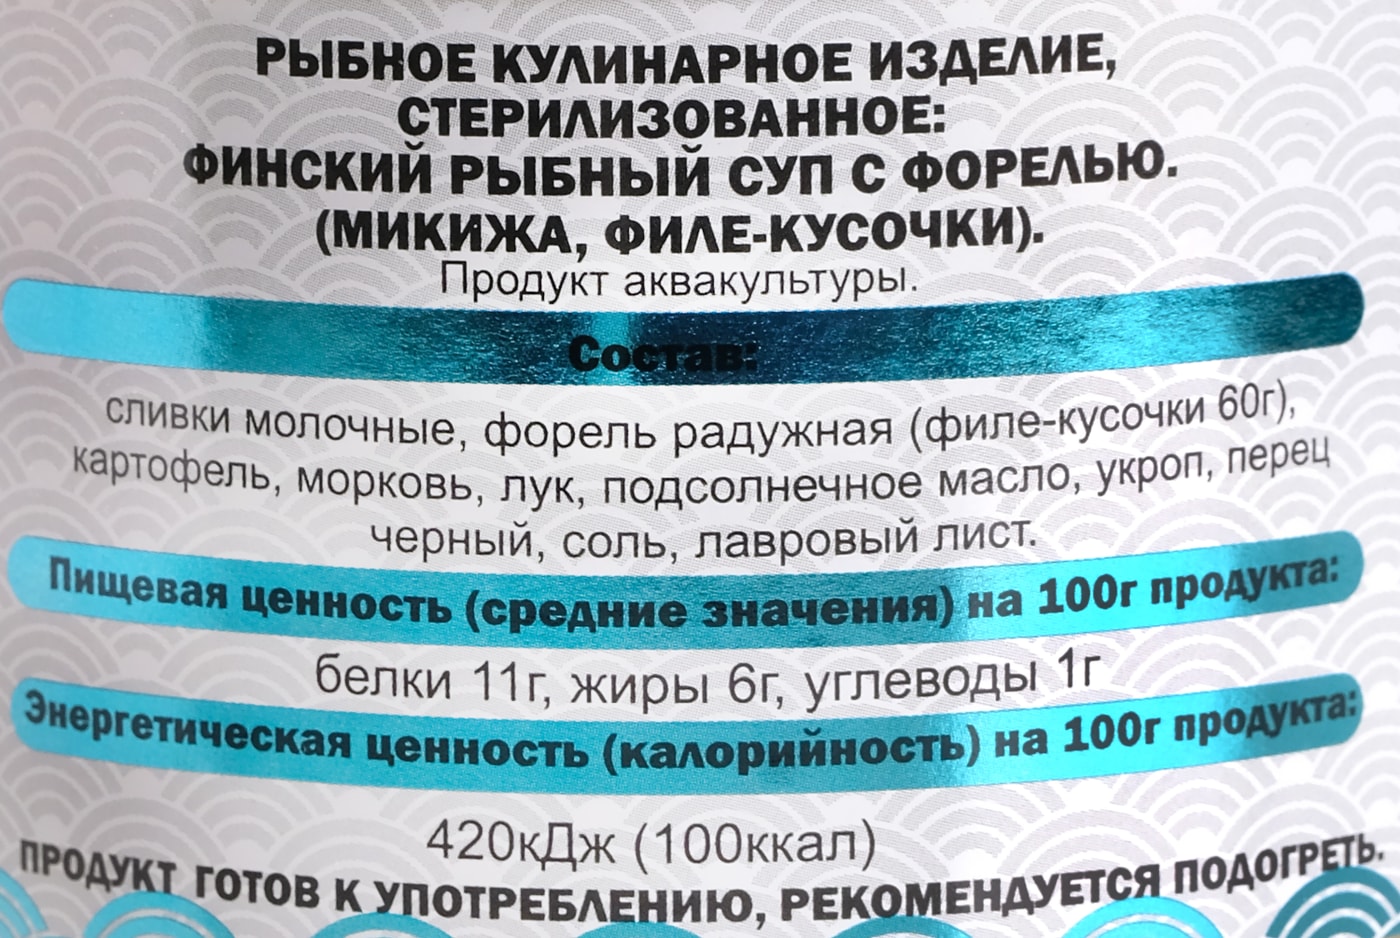 РЫБНОЕ КУЛИНАРНОЕ ИЗДЕЛИЕ,
СТЕРИЛИЗОВАННОЕ:
ФИНСКИЙ РЫБНЫЙ СУП С ФОРЕЛЬЮ.
(МИКИЖА, ФИЛЕ-КУСОЧКИ).
Продукт аквакультуры.
Состав:
сливки молочные, форель радужная (филе-кусочки 60г),
картофель, морковь, лук, подсолнечное масло, укроп, перец
черный, соль, лавровый лист.
Пищевая ценность (средние значения) на 100г продукта:
белки 11г, жиры 6г, углеводы 1г
Энергетическая ценность (калорийность) на 100г продукта:
420кДж (100ккал)
ПРОДУКТ ГОТОВ К УПОТРЕБЛЕНИЮ, РЕКОМЕНДУЕТСЯ ПОДОГРЕТЬ.